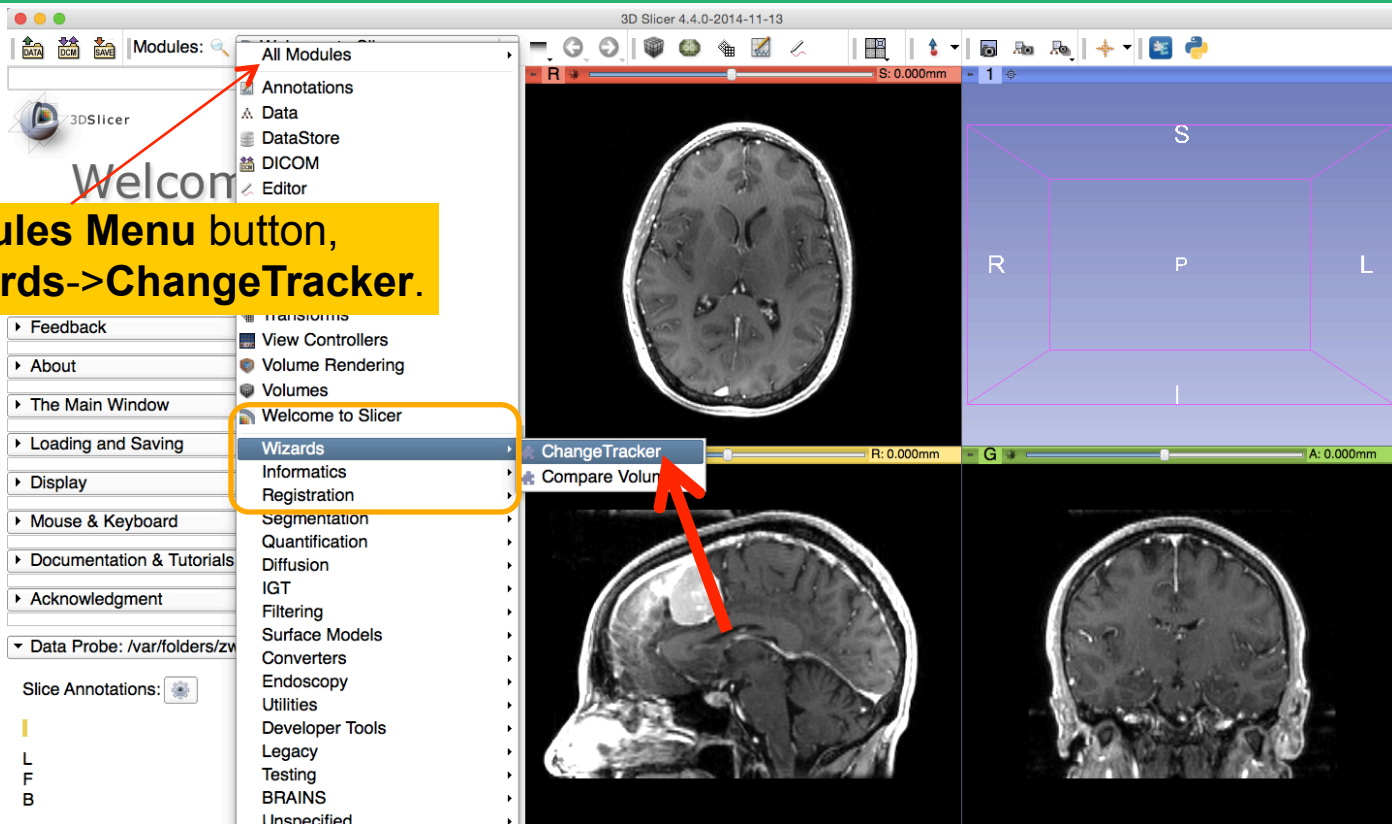 3D Slicer 4.4.0-2014-11-13
DATA
DCM
SAVE
Modules:
All Modules
Annotations
Data
DataStore
DICOM
Editor
3DSlicer
Welcom
ules Menu button,
rds->ChangeTracker.
Transforms
View Controllers
Volume Rendering
Volumes
Welcome to Slicer
Wizards
Informatics
Registration
Segmentation
Quantification
Diffusion
IGT
Filtering
Surface Models
Converters
Endoscopy
Utilities
Developer Tools
Legacy
Testing
BRAINS
Unspecified
ChangeTracker
Compare Volum
Feedback
About
The Main Window
Loading and Saving
Display
Mouse & Keyboard
Documentation & Tutorials
Acknowledgment
Data Probe: /var/folders/zw
Slice Annotations:
L
F
B
R
S: 0.000mm
1
S
R
P
L
I
R: 0.000mm
G
A: 0.000mm